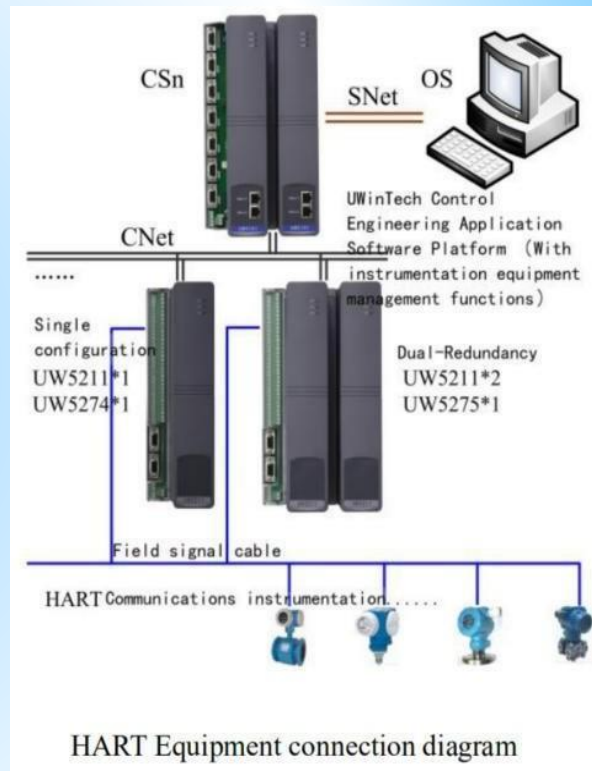 CSn
SNet
OS
UWinTech Control
Engineering Application
Software Platform (With
instrumentation equipment
management functions)
CNet
......
Single
configuration
UW5211*1
UW5274*1
Dual-Redundancy
UW5211*2
UW5275*1
Field signal cable
HART Communications instrumentation......
HART Equipment connection diagram